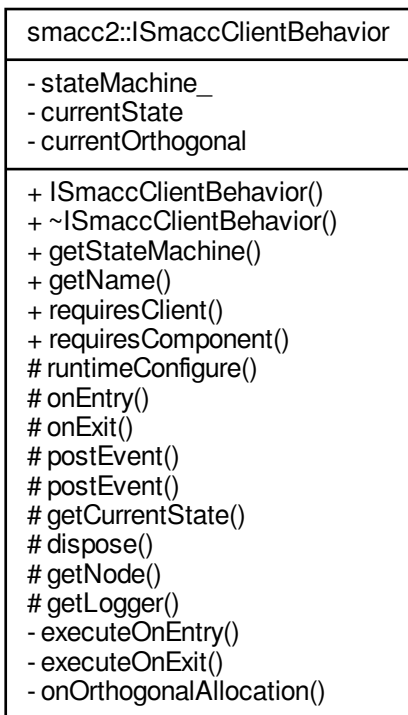 smacc2::ISmaccClientBehavior
- stateMachine_
- currentState
- currentOrthogonal
+ ISmaccClientBehavior()
+ ~ISmaccClientBehavior()
+ getStateMachine()
+ getName()
+ requiresClient()
+ requiresComponent()
# runtimeConfigure()
# onEntry()
# onExit()
# postEvent()
# postEvent()
# getCurrentState()
# dispose()
# getNode()
# getLogger()
- executeOnEntry()
- executeOnExit()
- onOrthogonalAllocation()